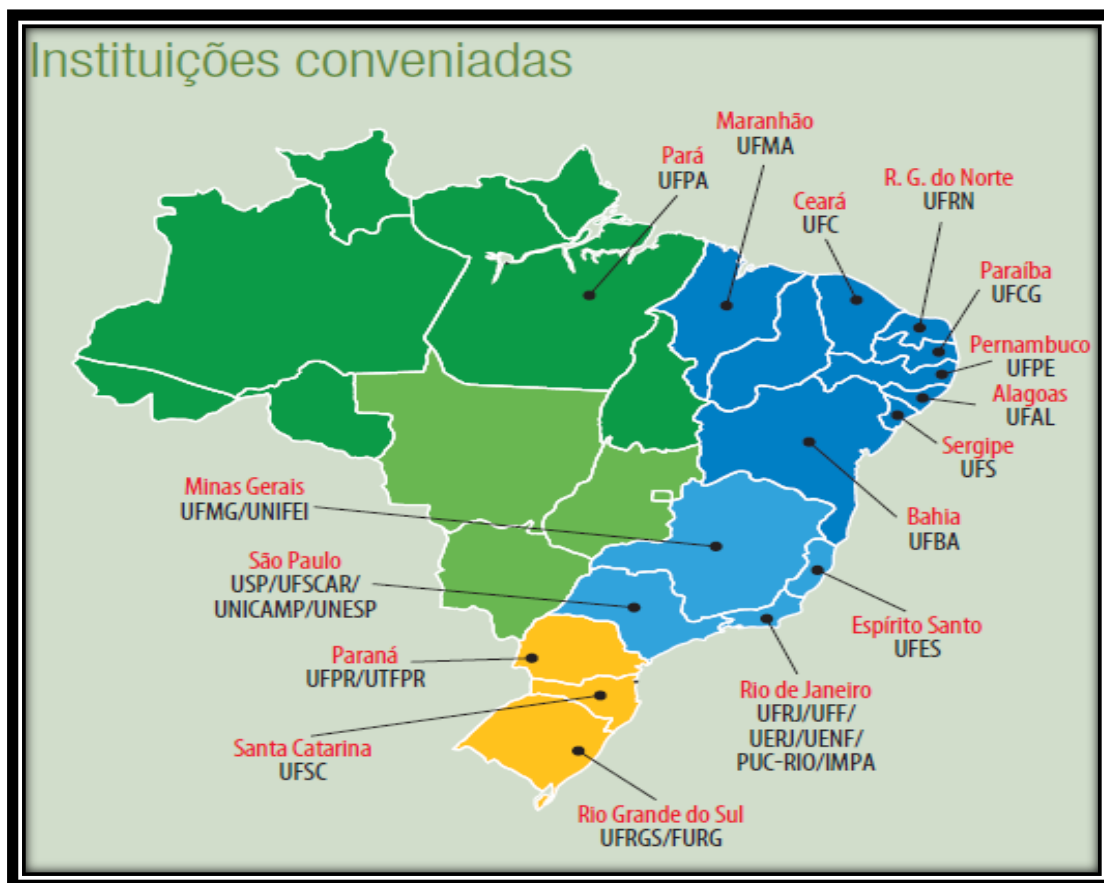 Instituições conveniadas
Maranhão
UFMA
Pará
UFPA
R. G. do Norte
UFRN
Ceará
UFC
Paraíba
UFCG
Pernambuco
UFPE
Alagoas
UFAL
Sergipe
UFS
Minas Gerais
UFMG/UNIFEI
Bahia
UFBA
São Paulo
USP/UFSCAR/
UNICAMP/UNESP
Espírito Santo
UFES
Paraná
UFPR/UTFPR
Rio de Janeiro
UFRJ/UFF/
UERJ/UENF/
PUC-RIO/IMPA
Santa Catarina
UFSC
Rio Grande do Sul
UFRGS/FURG